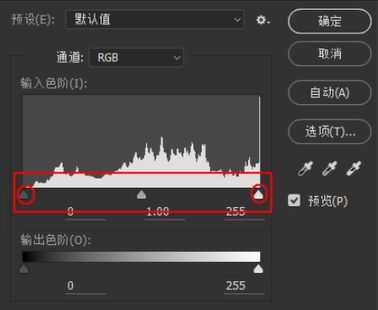 预设(E): 默认值
确定
取消
自动(A)
选项(T)...
预览(P)
通道: RGB
输入色阶(I):
0 1.00 255
输出色阶(O):
0 255